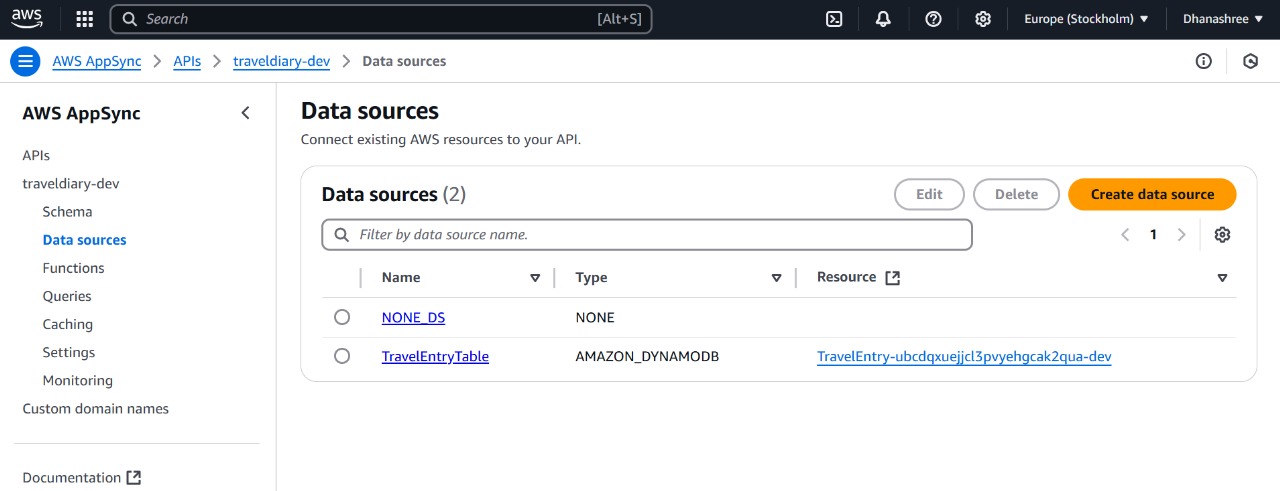 aws Search [Alt+S] Europe (Stockholm) Dhanashree
AWS AppSync APIs traveldiary-dev Data sources
AWS AppSync
APIs
traveldiary-dev
Schema
Data sources
Functions
Queries
Caching
Settings
Monitoring
Custom domain names
Documentation
Data sources
Connect existing AWS resources to your API.
Data sources (2) Edit Delete Create data source
Filter by data source name. 1
Name Type Resource
NONE_DS NONE
TravelEntryTable AMAZON_DYNAMODB TravelEntry-ubcdqxuejjcl3pvyehgcak2qua-dev